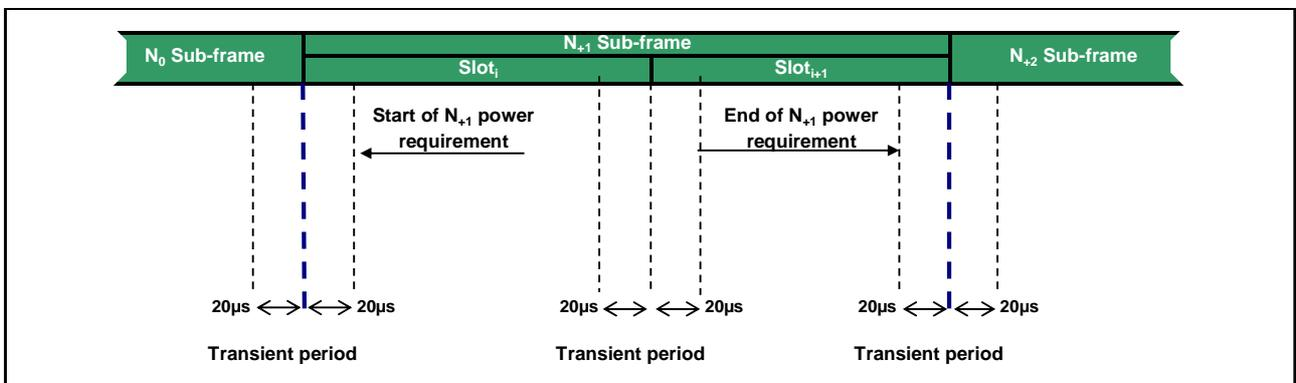 N+1 Sub-frame
N0 Sub-frame
N+2 Sub-frame
Sloti
Sloti+1
Start of N+1 power
requirement
End of N+1 power
requirement
20µs
20µs
20µs
20µs
20µs
20µs
Transient period
Transient period
Transient period